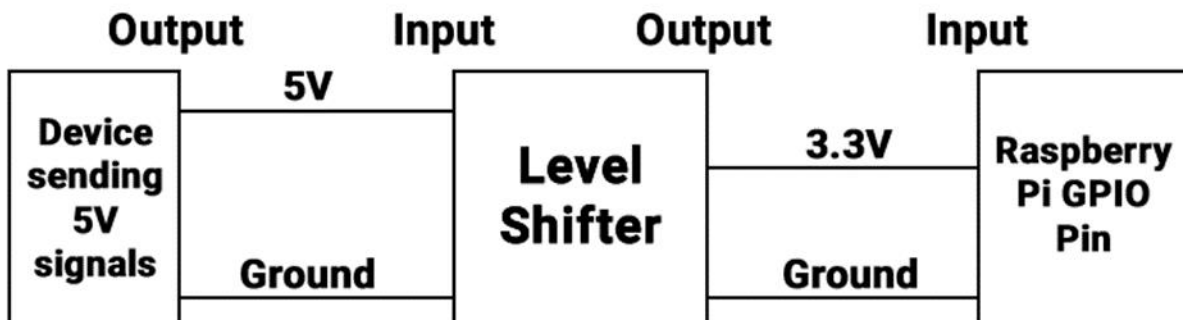 Output Input Output Input
5V
Device
sending
5V
signals
Level
Shifter
3.3V
Raspberry
Pi GPIO
Pin
Ground
Ground